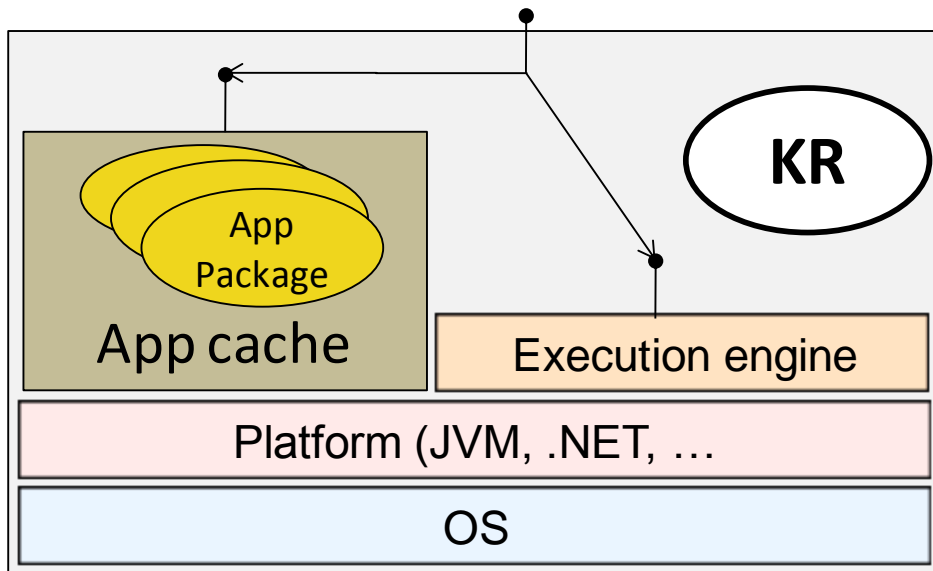 KR
App
Package
App cache
Execution engine
Platform (JVM, .NET, …
OS